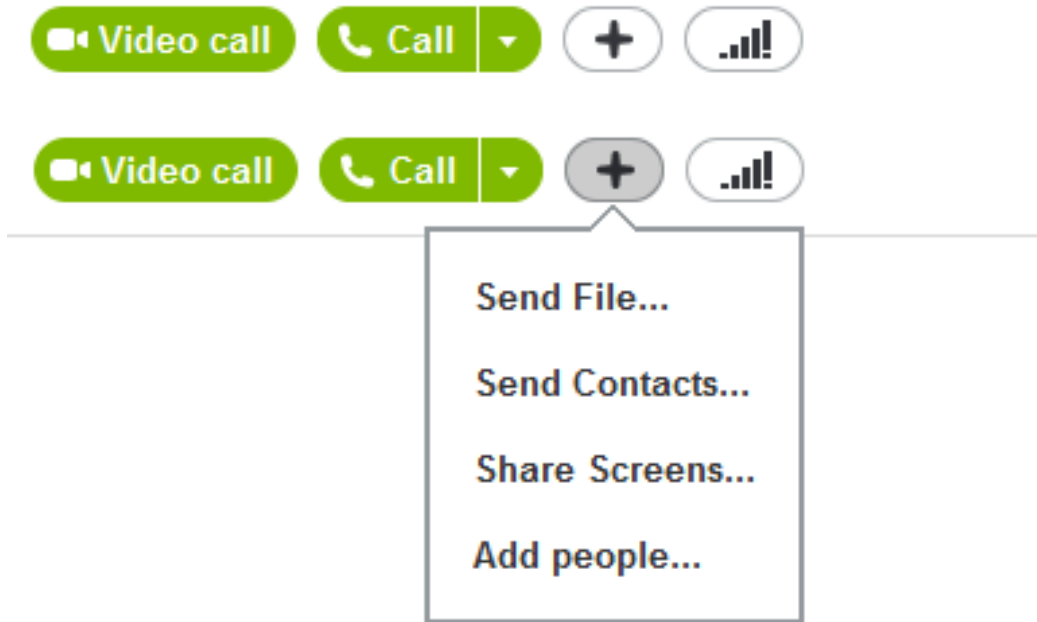 Video call Call
Video call Call
Send File...
Send Contacts...
Share Screens...
Add people...